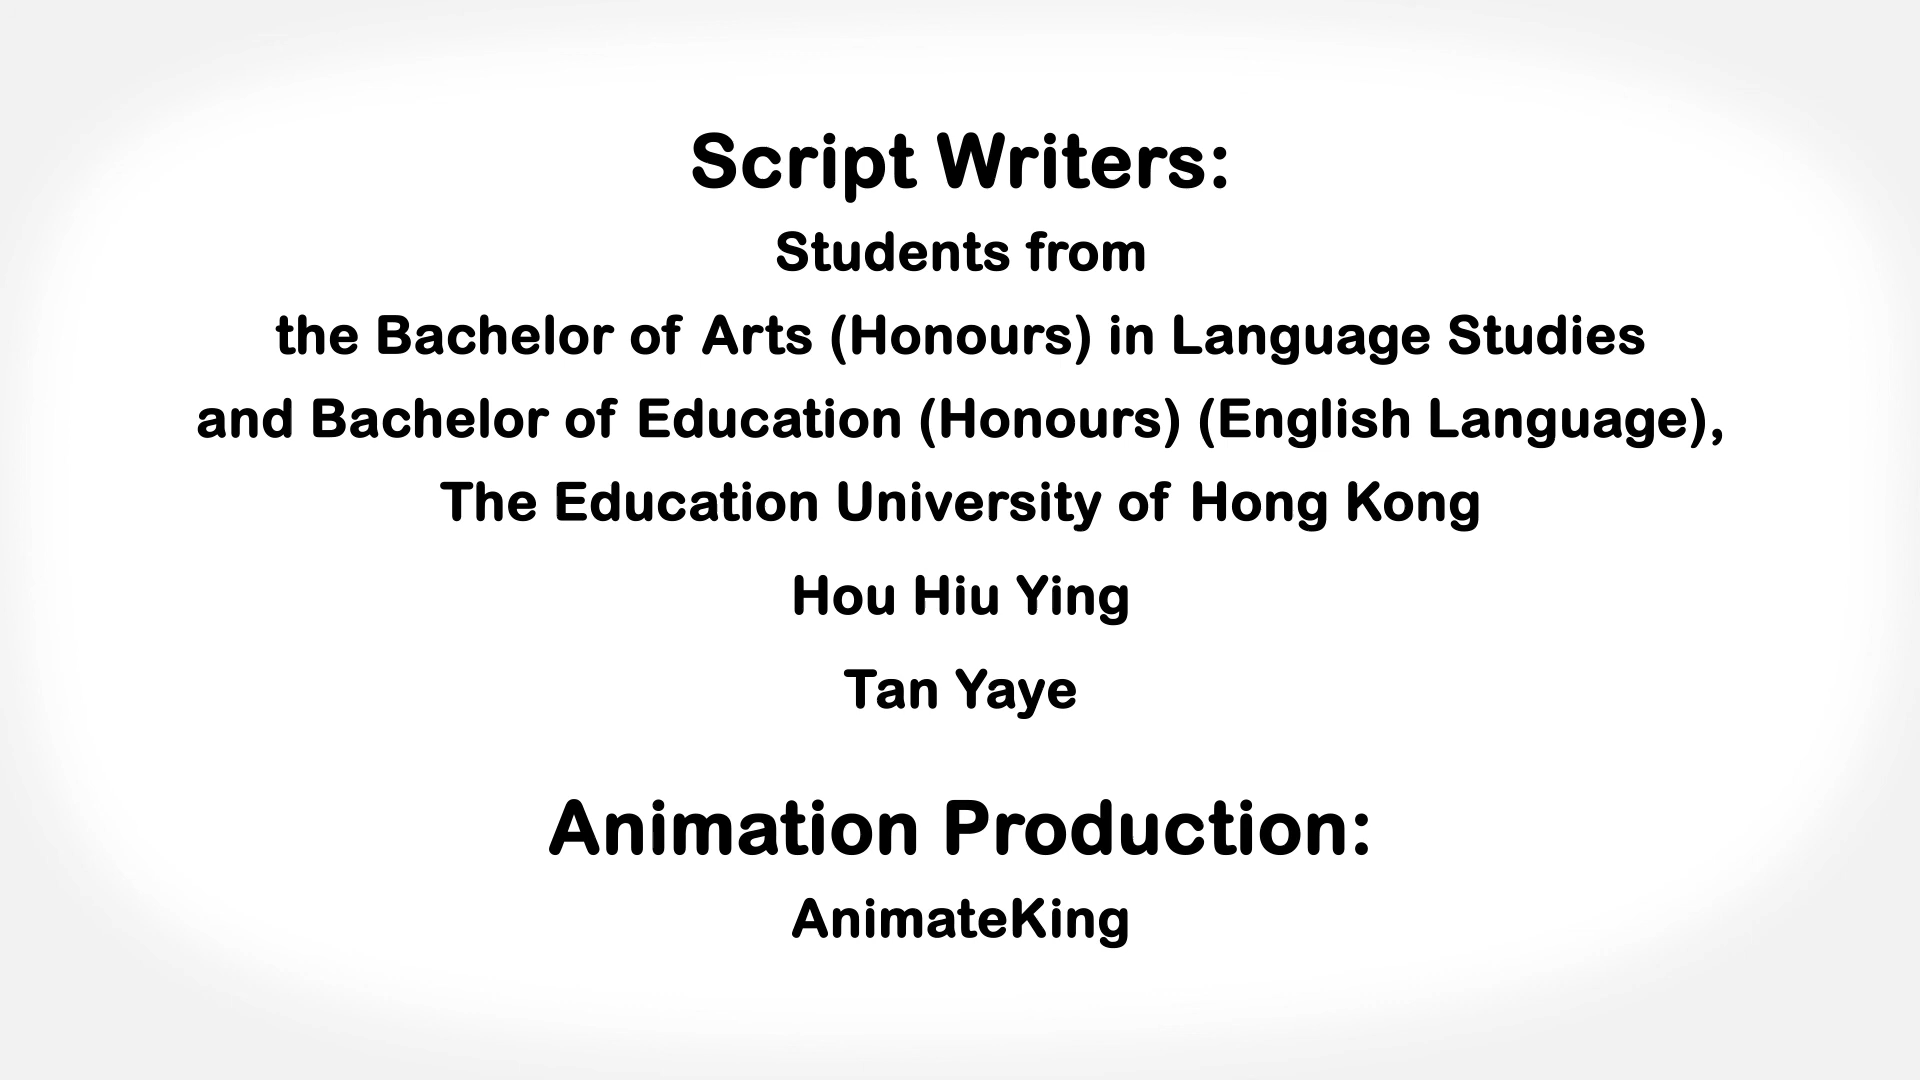 Script Writers:
Students from
the Bachelor of Arts (Honours) in Language Studies
and Bachelor of Education (Honours) (English Language),
The Education University of Hong Kong
Hou Hiu Ying
Tan Yaye
Animation Production:
AnimateKing